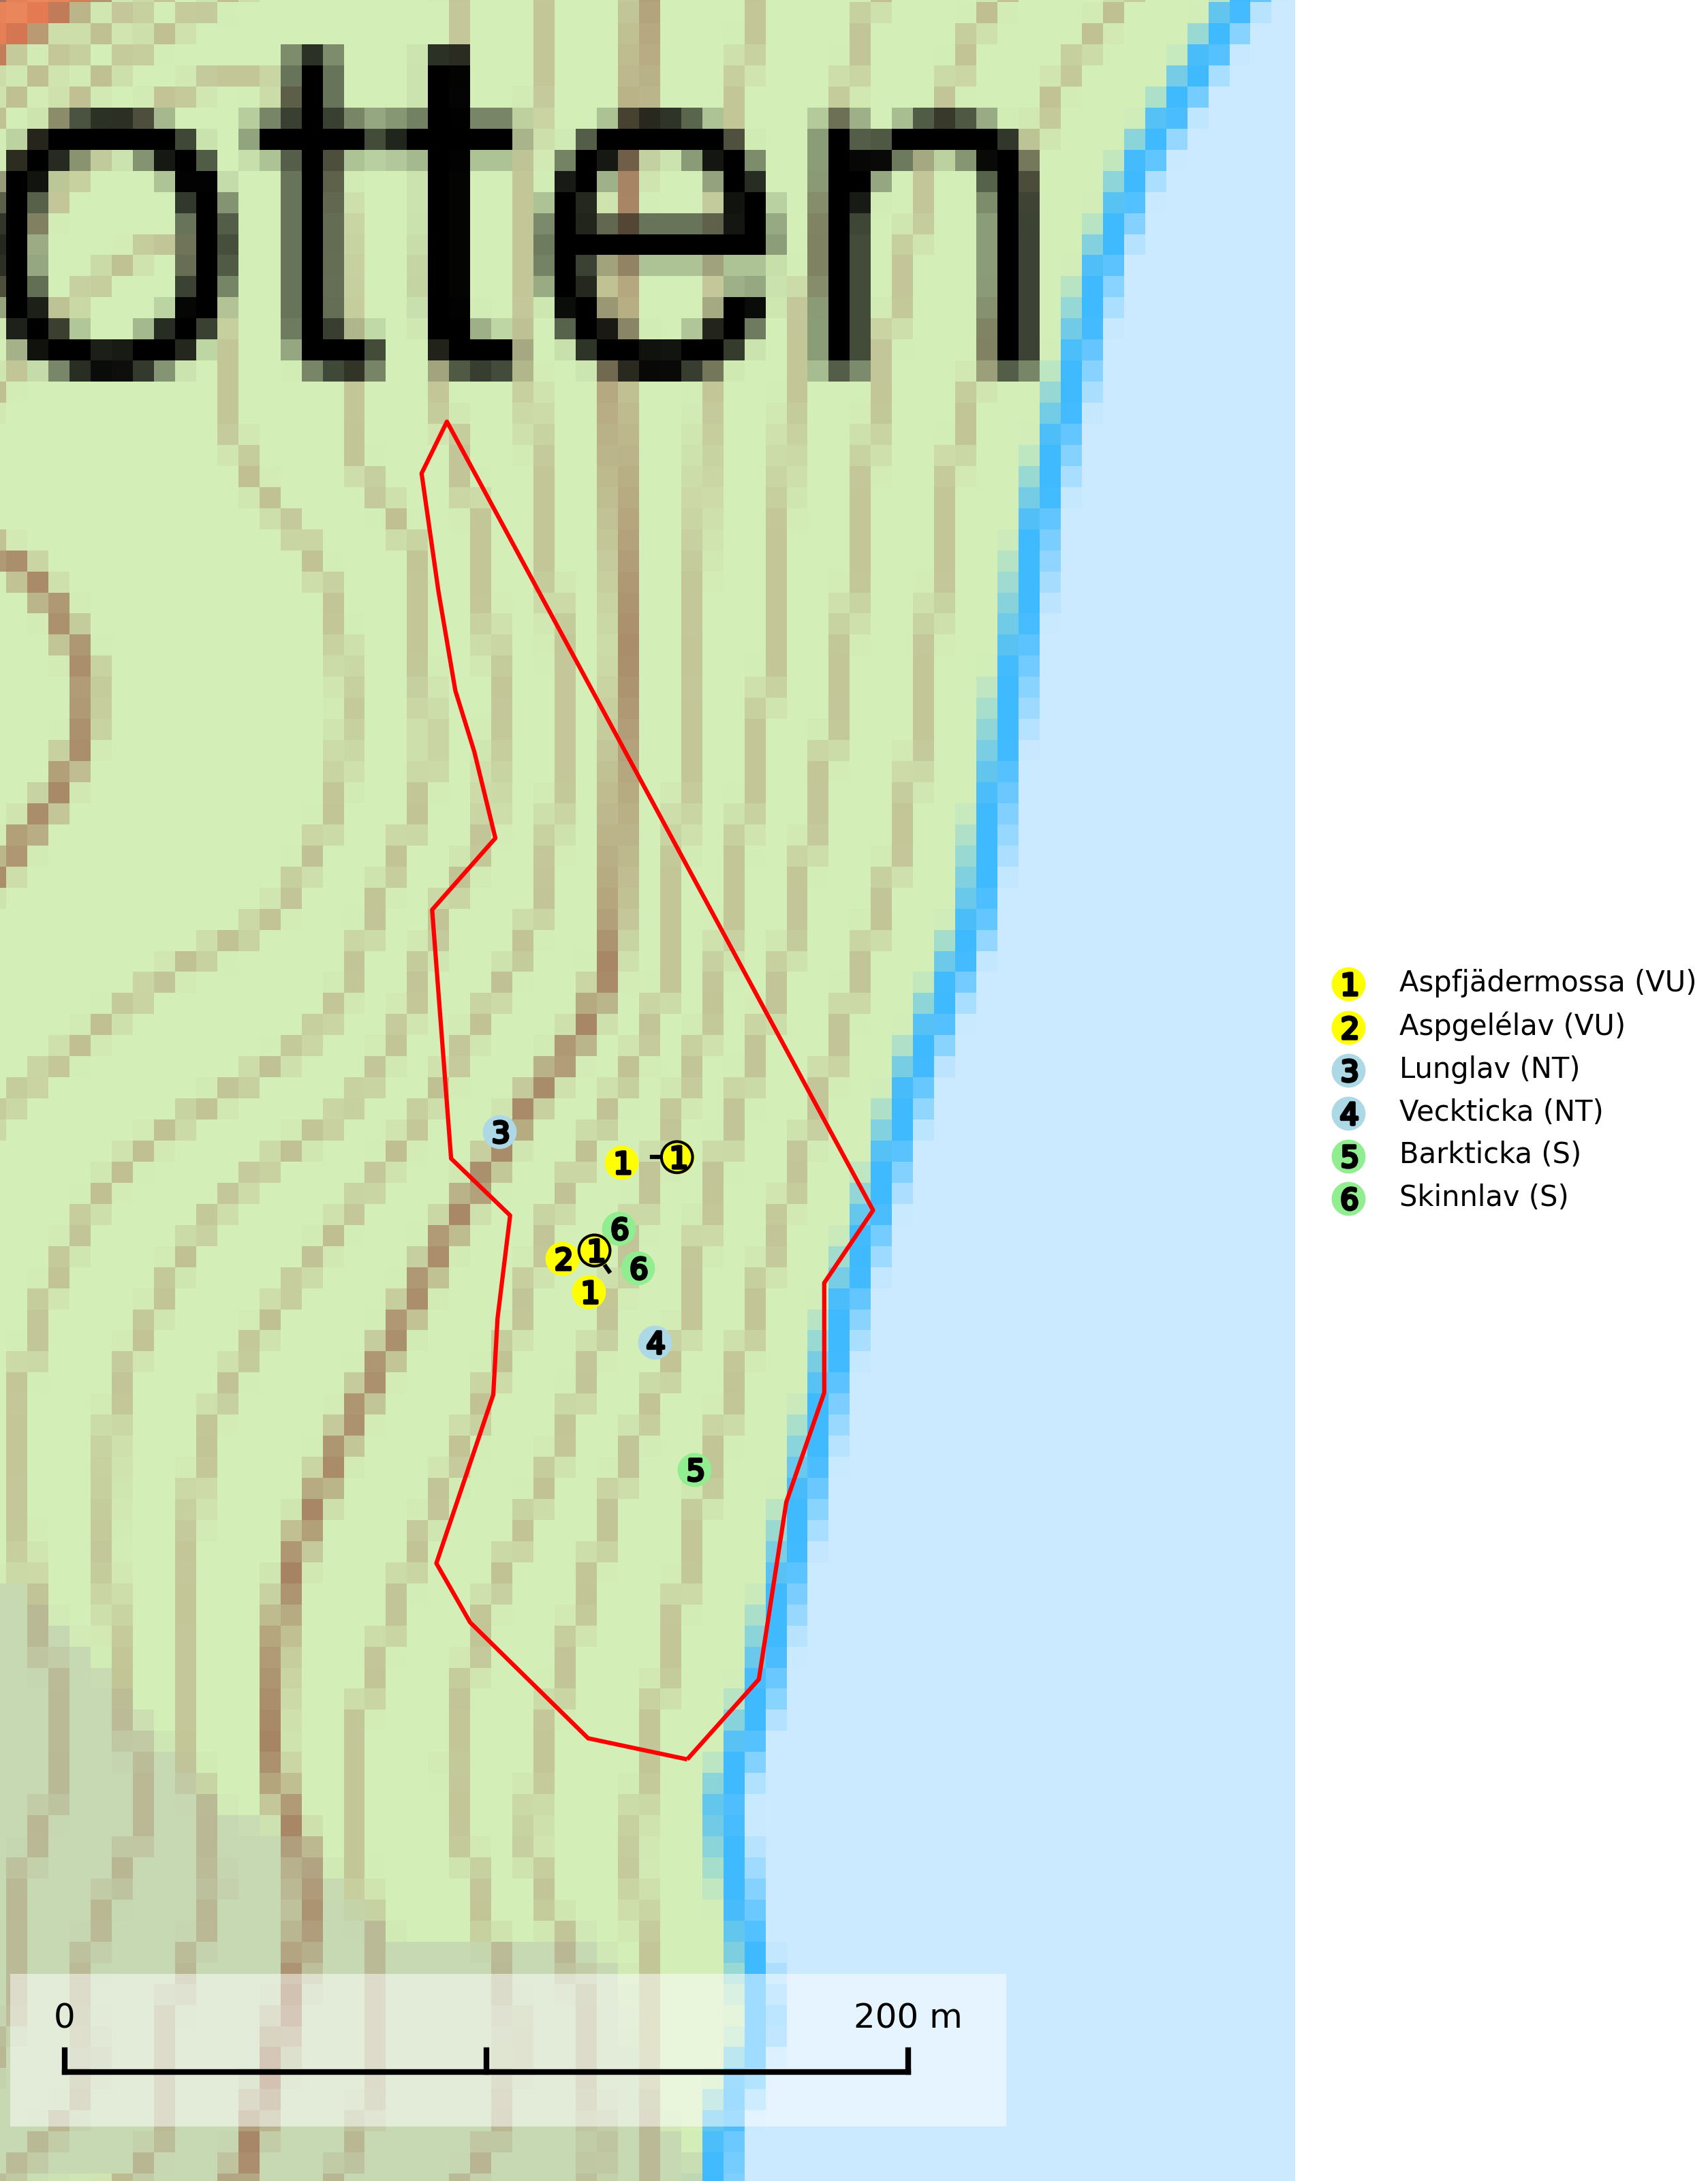 otten
1 Aspfjädermossa (VU)
2 Aspgelélav (VU)
3 Lunglav (NT)
4 Veckticka (NT)
5 Barkticka (S)
6 Skinnlav (S)
3
1 1
6
2 1 6
1
4
5
0 200 m